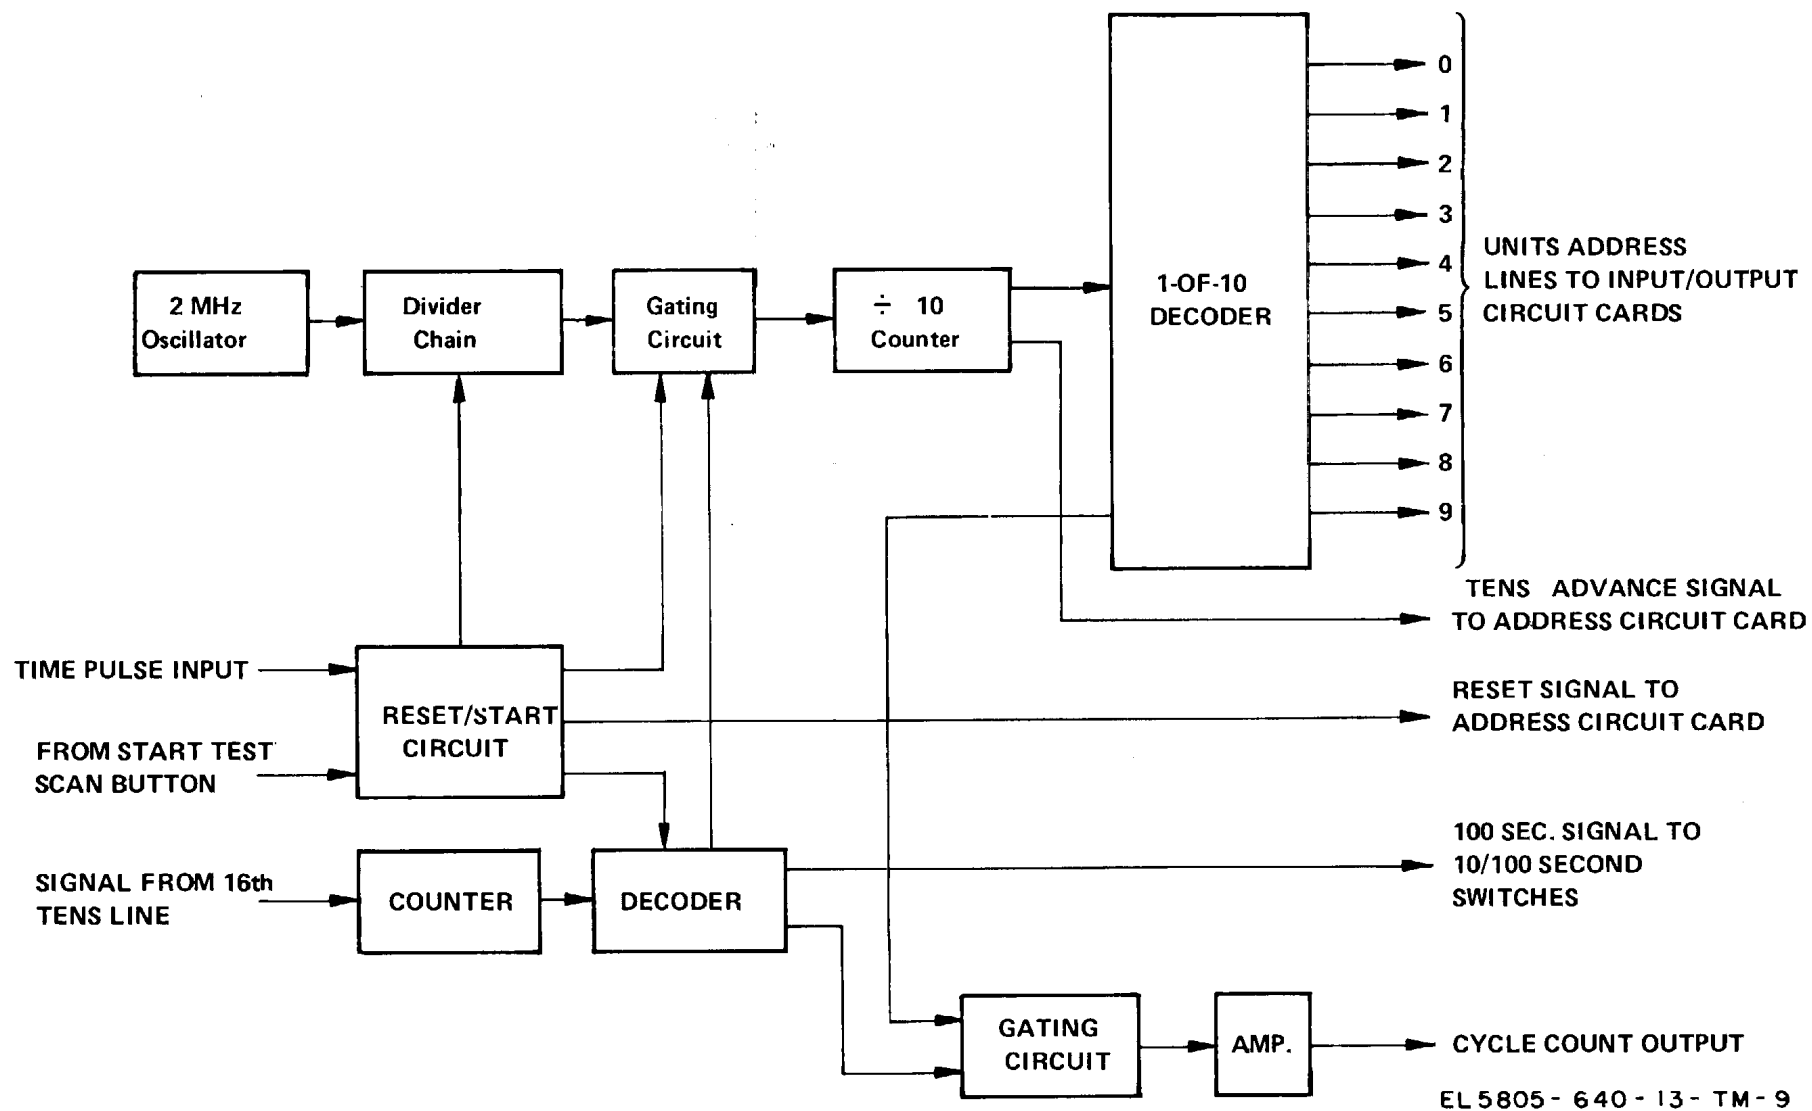 2 MHz
Oscillator
Divider
Chain
Gating
Circuit
÷ 10
Counter
1-OF-10
DECODER
0
1
2
3
4
5
6
7
8
9
UNITS ADDRESS
LINES TO INPUT/OUTPUT
CIRCUIT CARDS
TENS ADVANCE SIGNAL
TO ADDRESS CIRCUIT CARD
TIME PULSE INPUT
FROM START TEST
SCAN BUTTON
RESET/START
CIRCUIT
RESET SIGNAL TO
ADDRESS CIRCUIT CARD
SIGNAL FROM 16th
TENS LINE
COUNTER
DECODER
100 SEC. SIGNAL TO
10/100 SECOND
SWITCHES
GATING
CIRCUIT
AMP.
CYCLE COUNT OUTPUT
EL5805-640-13-TM-9